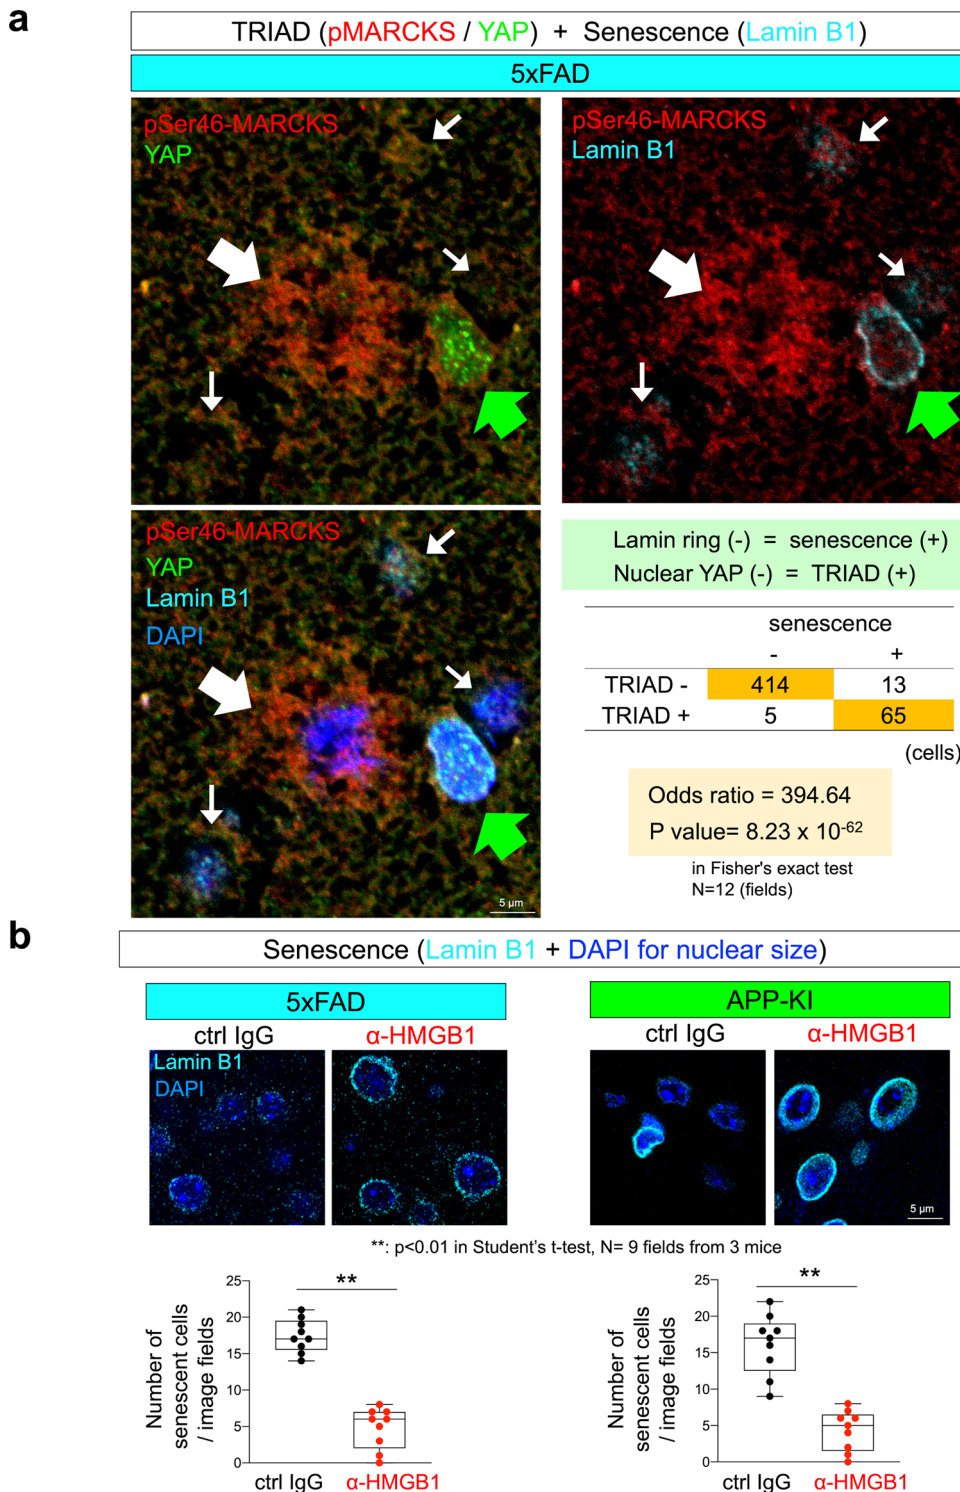 a
TRIAD (pMARCKS / YAP) + Senescence (Lamin B1)
5xFAD
pSer46-MARCKS
YAP
pSer46-MARCKS
Lamin B1
pSer46-MARCKS
YAP
Lamin B1
DAPI
5 µm
Lamin ring (-) = senescence (+)
Nuclear YAP (-) = TRIAD (+)
senescence
- +
TRIAD - 414 13
TRIAD + 5 65
(cells)
Odds ratio = 394.64
P value= 8.23 x 10⁻⁶²
in Fisher's exact test
N=12 (fields)
b
Senescence (Lamin B1 + DAPI for nuclear size)
5xFAD
ctrl IgG α-HMGB1
Lamin B1
DAPI
APP-KI
ctrl IgG α-HMGB1
5 µm
**: p<0.01 in Student's t-test, N= 9 fields from 3 mice
Number of
senescent cells
/ image fields
25
20
15
10
5
0
**
ctrl IgG α-HMGB1
Number of
senescent cells
/ image fields
25
20
15
10
5
0
**
ctrl IgG α-HMGB1